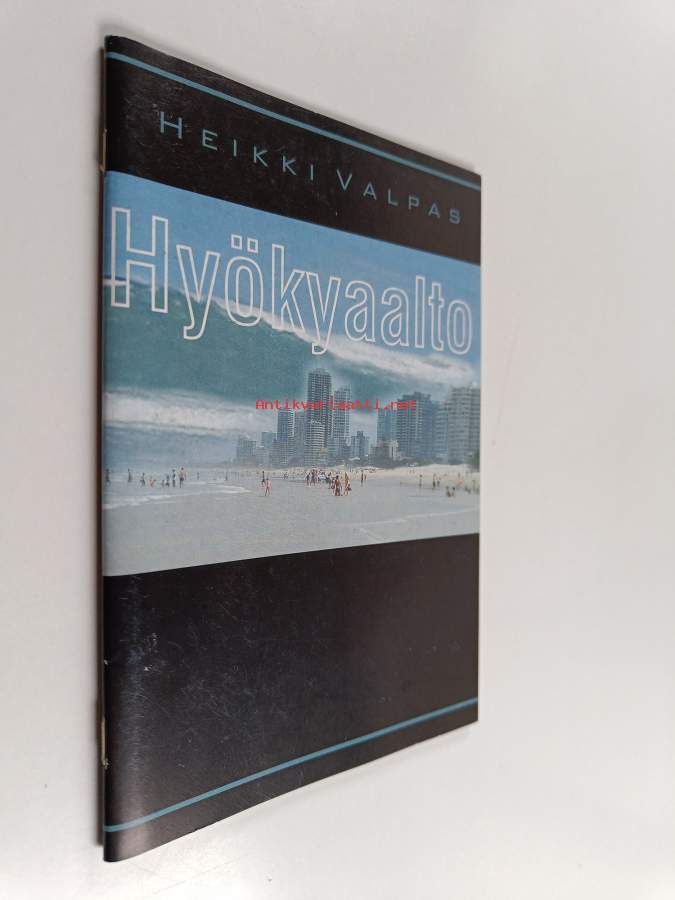 HEIKKI VALPAS
Hyökyaalto
Antikvariaatti.net